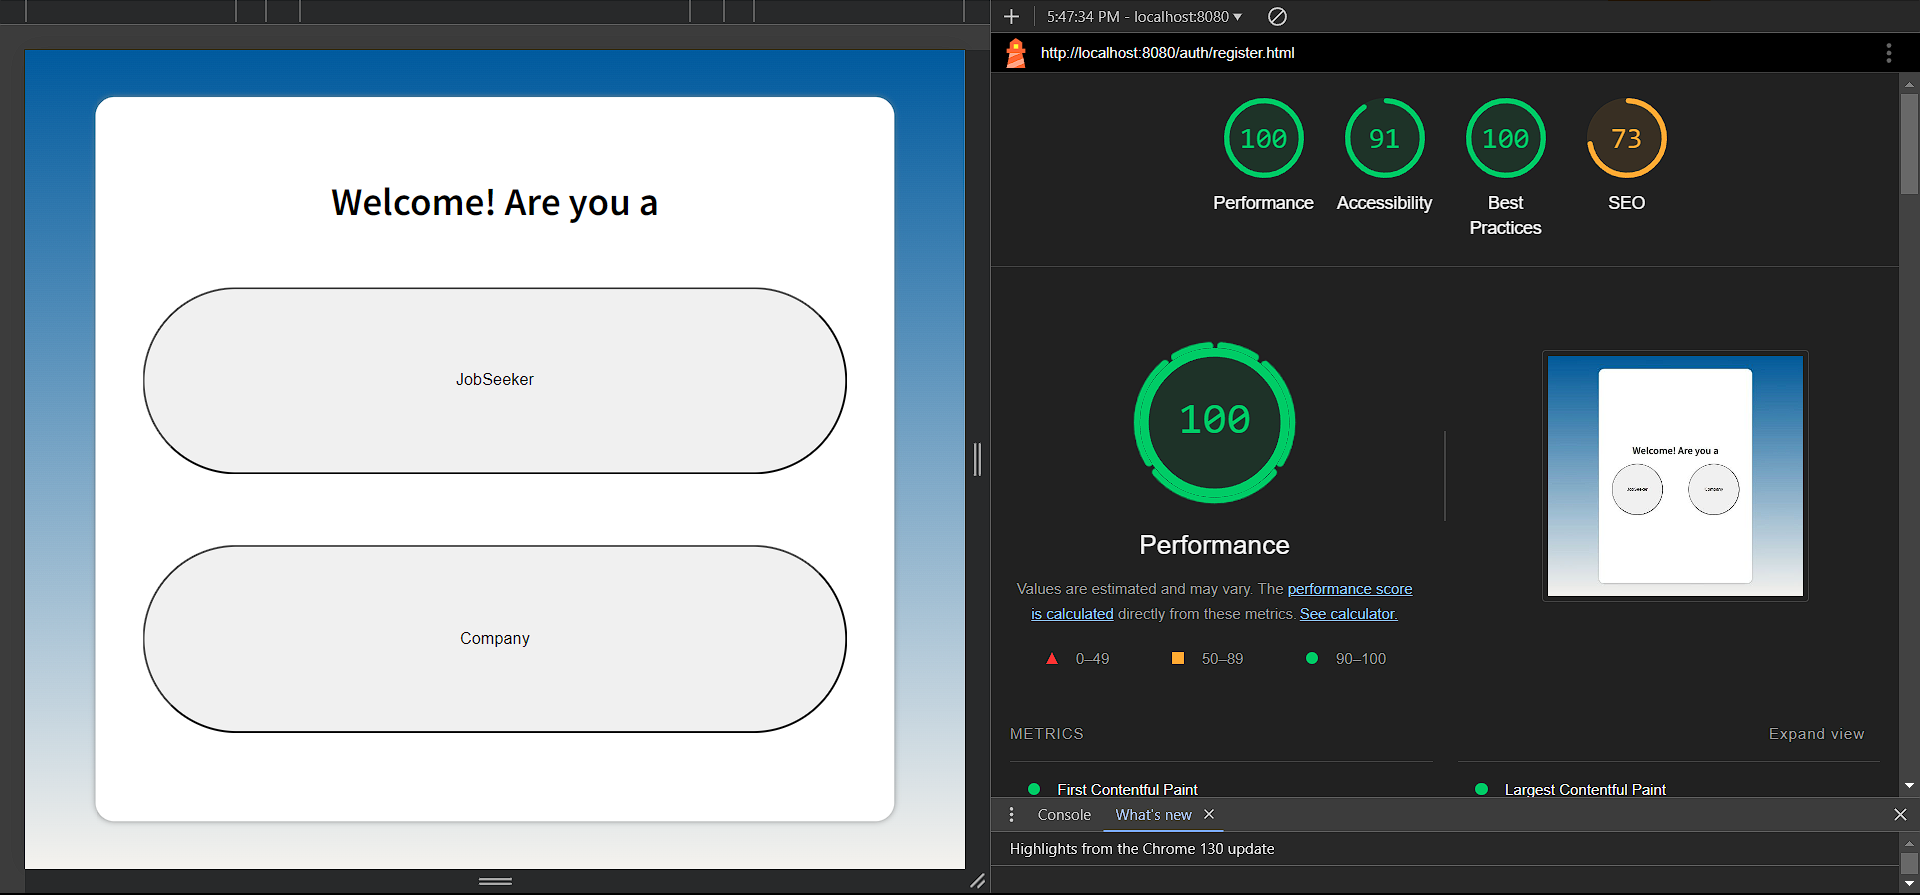 Welcome! Are you a
JobSeeker
Company
5:47:34 PM - localhost:8080
http://localhost:8080/auth/register.html
100
91
100
73
Performance
Accessibility
Best
Practices
SEO
100
Performance
Values are estimated and may vary. The performance score
is calculated directly from these metrics. See calculator.
0–49
50–89
90–100
Welcome! Are you a
JobSeeker
Company
METRICS
Expand view
First Contentful Paint
Largest Contentful Paint
Console
What's new
Highlights from the Chrome 130 update